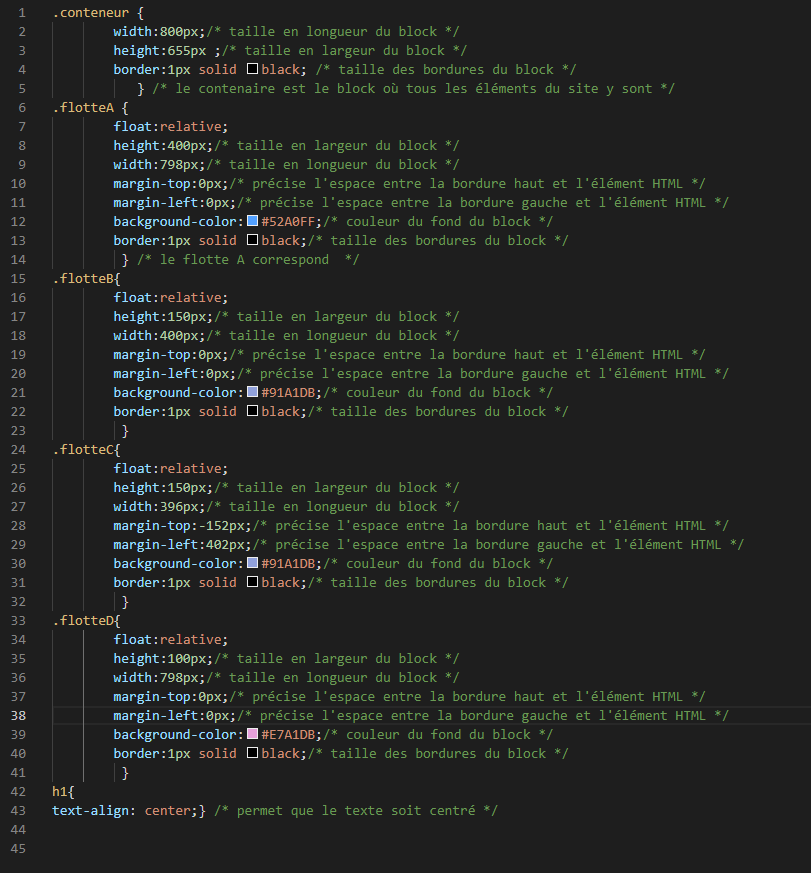 1 .conteneur {
2 width:800px;/* taille en longueur du block */
3 height:655px ;/* taille en largeur du block */
4 border:1px solid black; /* taille des bordures du block */
5 } /* le contenaire est le block où tous les éléments du site y sont */
6 .flotteA {
7 float:relative;
8 height:400px;/* taille en largeur du block */
9 width:798px;/* taille en longueur du block */
10 margin-top:0px;/* précise l'espace entre la bordure haut et l'élément HTML */
11 margin-left:0px;/* précise l'espace entre la bordure gauche et l'élément HTML */
12 background-color:#52A0FF;/* couleur du fond du block */
13 border:1px solid black;/* taille des bordures du block */
14 } /* le flotte A correspond  */
15 .flotteB{
16 float:relative;
17 height:150px;/* taille en largeur du block */
18 width:400px;/* taille en longueur du block */
19 margin-top:0px;/* précise l'espace entre la bordure haut et l'élément HTML */
20 margin-left:0px;/* précise l'espace entre la bordure gauche et l'élément HTML */
21 background-color:#91A1DB;/* couleur du fond du block */
22 border:1px solid black;/* taille des bordures du block */
23 }
24 .flotteC{
25 float:relative;
26 height:150px;/* taille en largeur du block */
27 width:396px;/* taille en longueur du block */
28 margin-top:-152px;/* précise l'espace entre la bordure haut et l'élément HTML */
29 margin-left:402px;/* précise l'espace entre la bordure gauche et l'élément HTML */
30 background-color:#91A1DB;/* couleur du fond du block */
31 border:1px solid black;/* taille des bordures du block */
32 }
33 .flotteD{
34 float:relative;
35 height:100px;/* taille en largeur du block */
36 width:798px;/* taille en longueur du block */
37 margin-top:0px;/* précise l'espace entre la bordure haut et l'élément HTML */
38 margin-left:0px;/* précise l'espace entre la bordure gauche et l'élément HTML */
39 background-color:#E7A1DB;/* couleur du fond du block */
40 border:1px solid black;/* taille des bordures du block */
41 }
42 h1{
43 text-align: center;} /* permet que le texte soit centré */
44
45